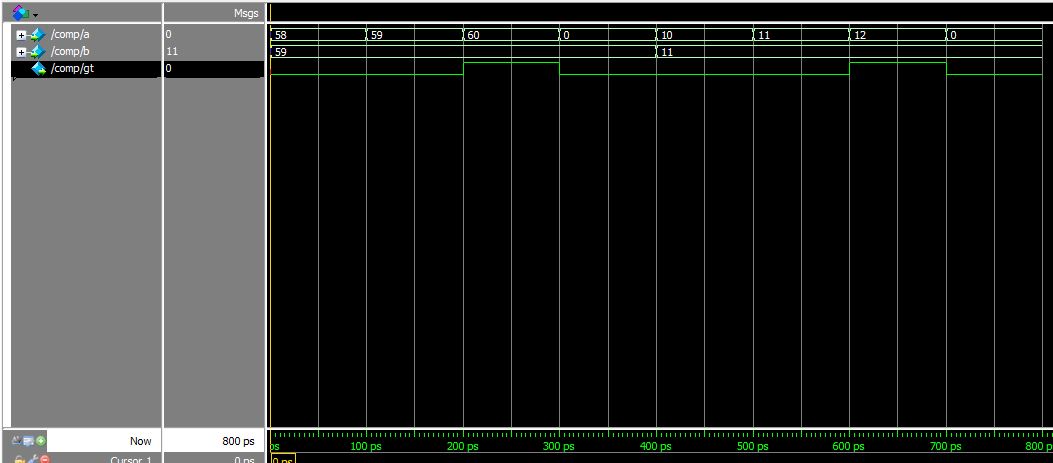 Msgs
/comp/a 0 58 59 60 0 10 11 12 0
/comp/b 11 59 11
/comp/gt 0
Now 800 ps ps 100 ps 200 ps 300 ps 400 ps 500 ps 600 ps 700 ps 800 p
Cursor 1 0 ps 0 ps